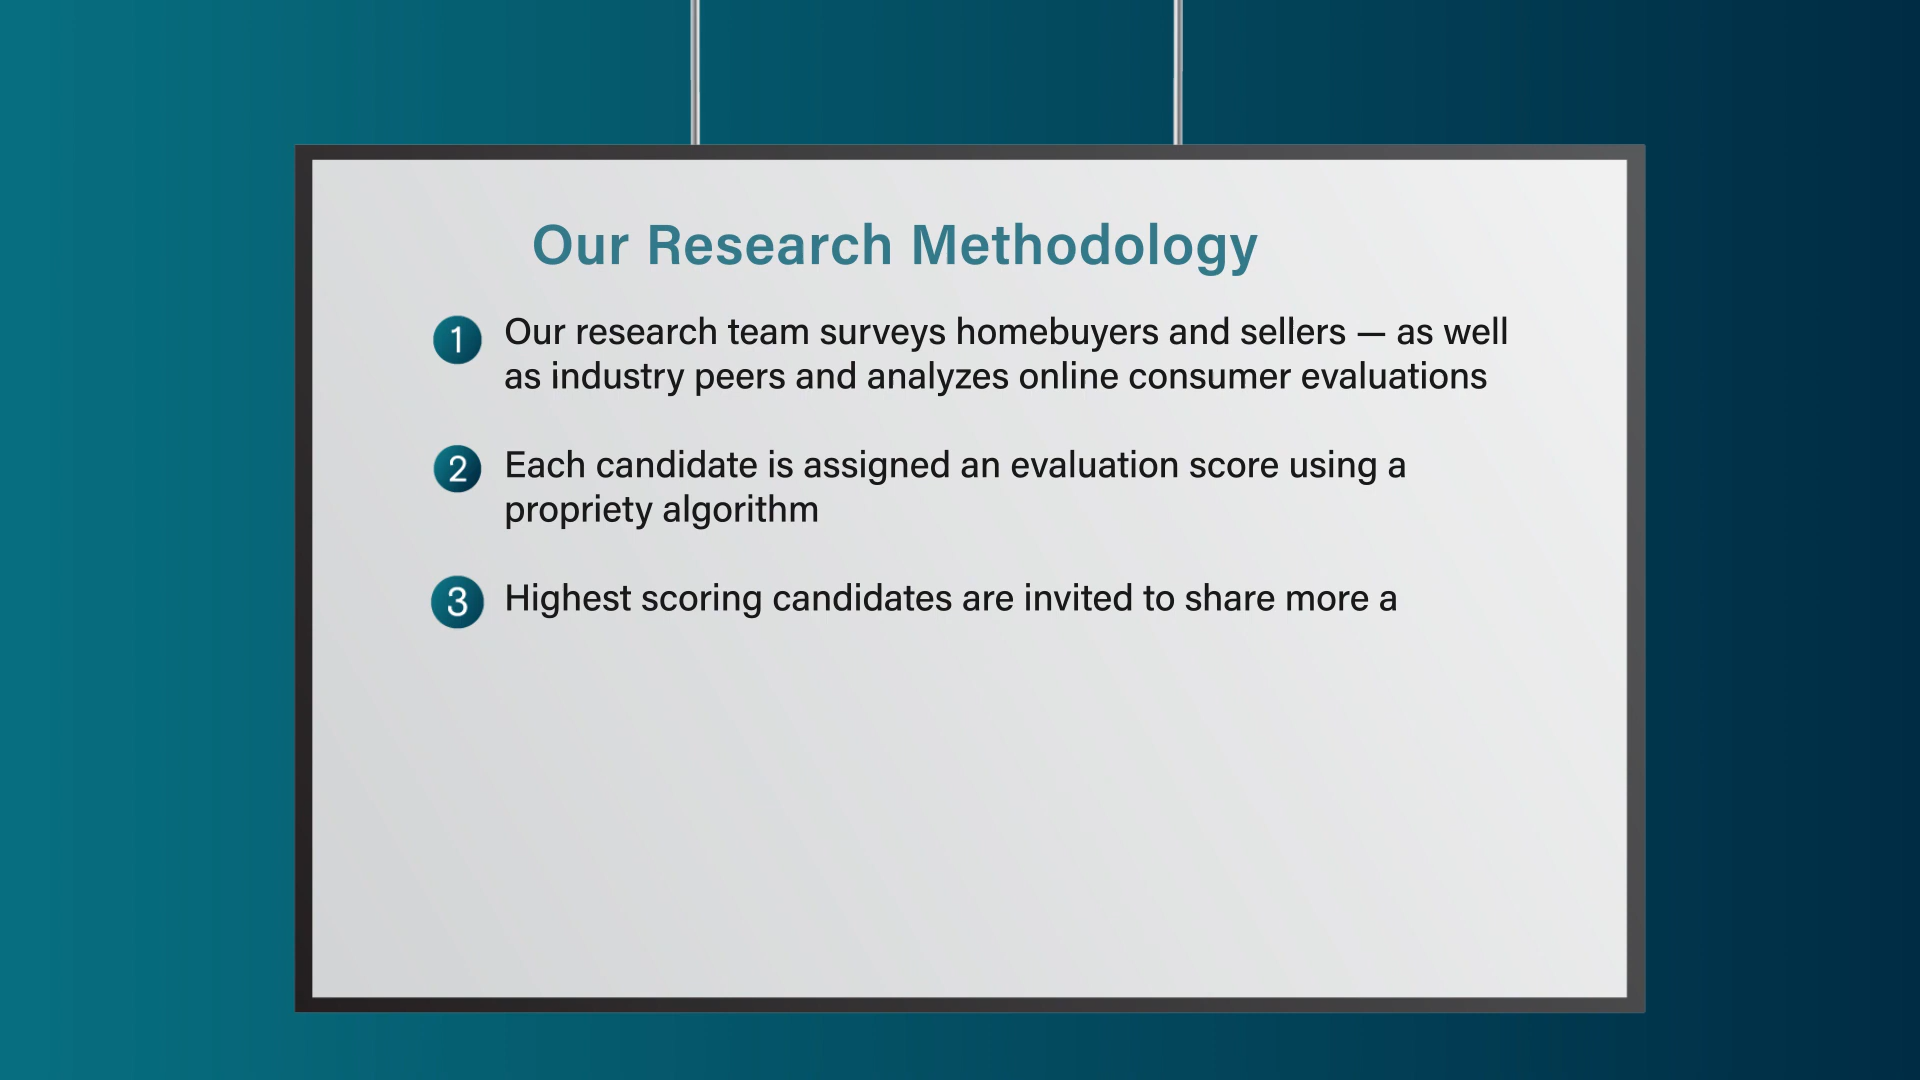 Our Research Methodology
1 Our research team surveys homebuyers and sellers — as well
as industry peers and analyzes online consumer evaluations
2 Each candidate is assigned an evaluation score using a
propriety algorithm
3 Highest scoring candidates are invited to share more a